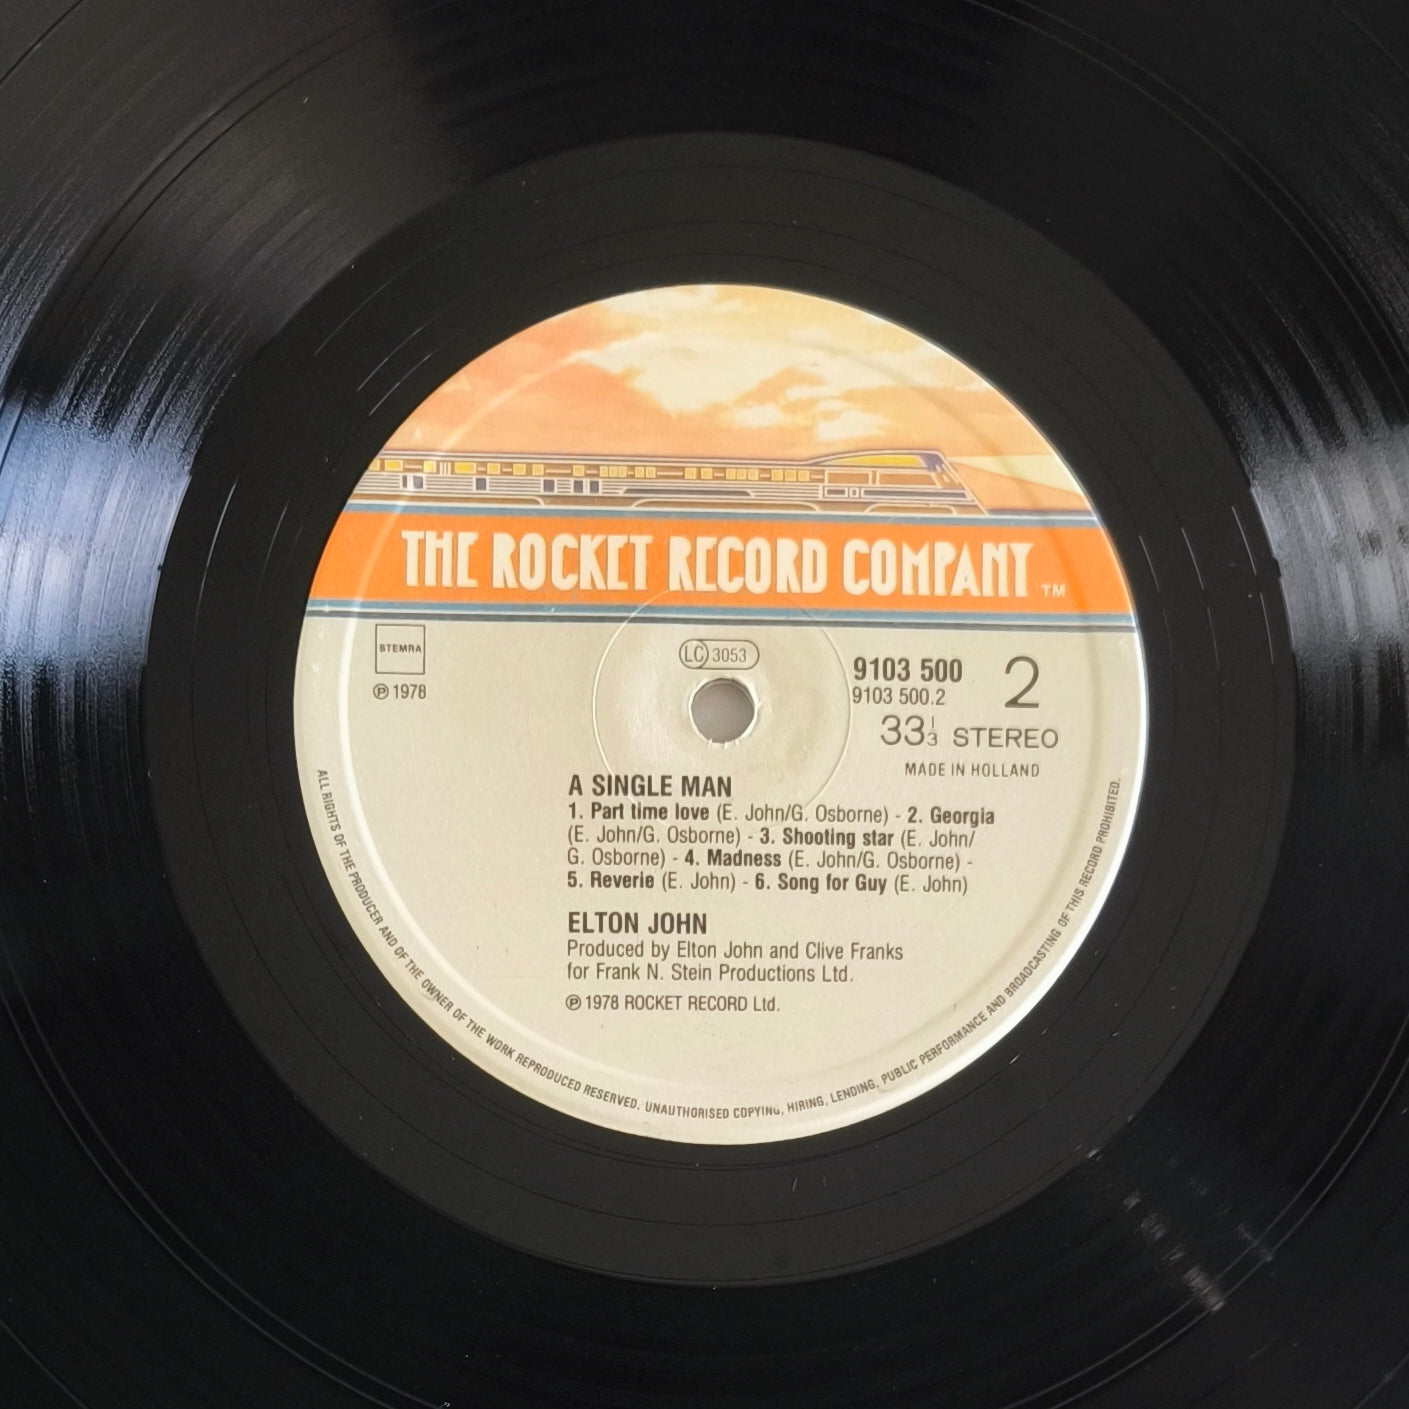 THE ROCKET RECORD COMPANY TM
STEMRA
LC 3053
9103 500
2
℗ 1978
9103 500.2
33⅓ STEREO
MADE IN HOLLAND
A SINGLE MAN
1. Part time love (E. John/G. Osborne) - 2. Georgia
(E. John/G. Osborne) - 3. Shooting star (E. John/
G. Osborne) - 4. Madness (E. John/G. Osborne) -
5. Reverie (E. John) - 6. Song for Guy (E. John)
ELTON JOHN
Produced by Elton John and Clive Franks
for Frank N. Stein Productions Ltd.
℗ 1978 ROCKET RECORD Ltd.
ALL RIGHTS OF THE PRODUCER AND OF THE OWNER OF THE WORK REPRODUCED RESERVED. UNAUTHORISED COPYING, HIRING, LENDING, PUBLIC PERFORMANCE AND BROADCASTING OF THIS RECORD PROHIBITED.